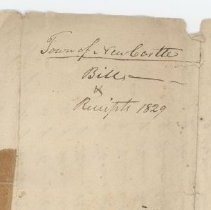 Town of New Castle
Bills
&
Receipts 1829